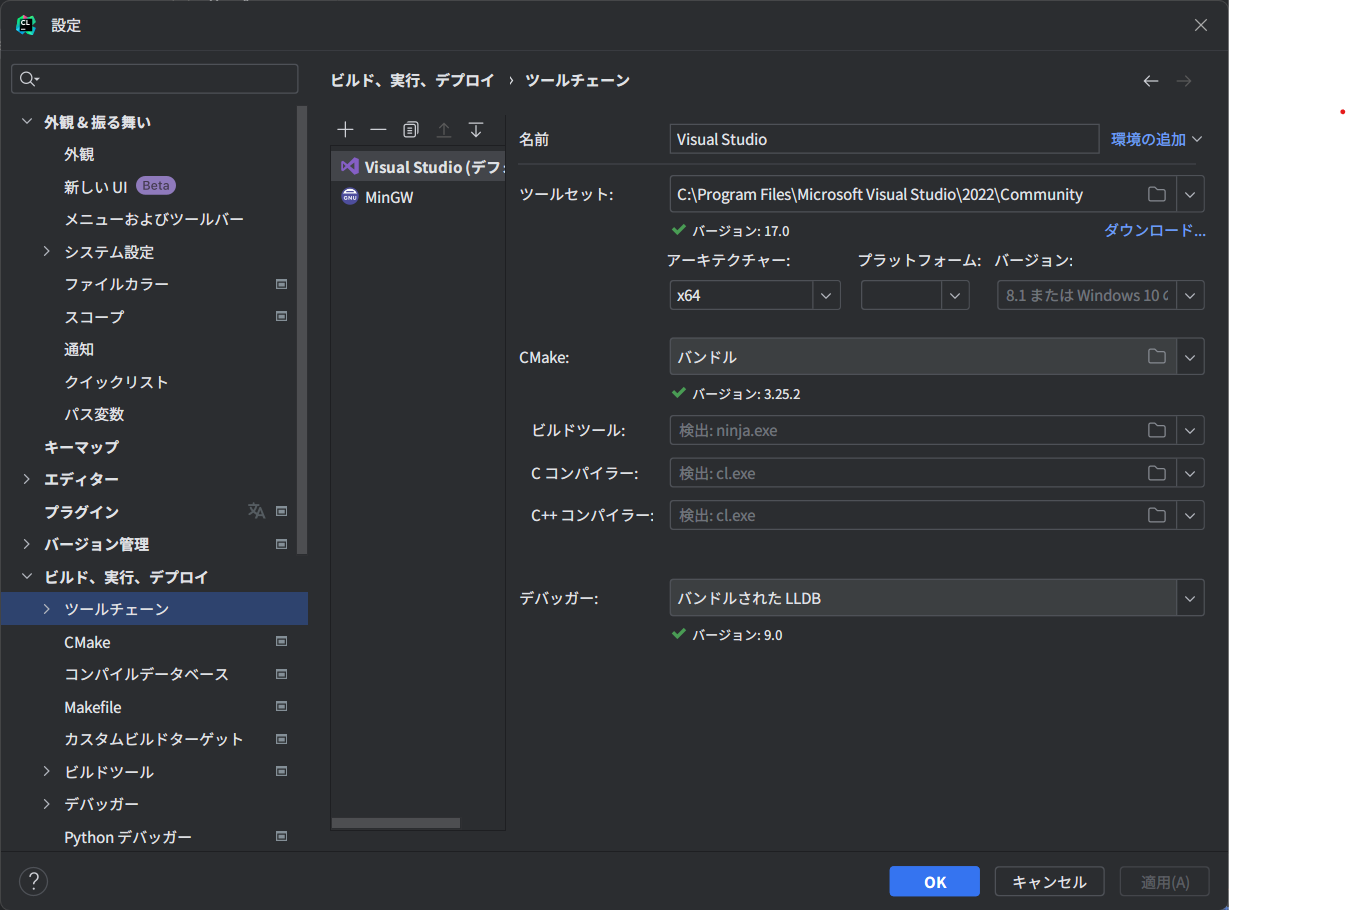 設定
外観 & 振る舞い
外観
新しい UI Beta
メニューおよびツールバー
システム設定
ファイルカラー
スコープ
通知
クイックリスト
パス変数
キーマップ
エディター
プラグイン
バージョン管理
ビルド、実行、デプロイ
ツールチェーン
CMake
コンパイルデータベース
Makefile
カスタムビルドターゲット
ビルドツール
デバッガー
Python デバッガー
ビルド、実行、デプロイ › ツールチェーン
Visual Studio (デフ
MinGW
名前 Visual Studio 環境の追加
ツールセット: C:\Program Files\Microsoft Visual Studio\2022\Community
バージョン: 17.0 ダウンロード...
アーキテクチャー: プラットフォーム: バージョン:
x64 8.1 または Windows 10 の
CMake: バンドル
バージョン: 3.25.2
ビルドツール: 検出: ninja.exe
C コンパイラー: 検出: cl.exe
C++ コンパイラー: 検出: cl.exe
デバッガー: バンドルされた LLDB
バージョン: 9.0
? OK キャンセル 適用(A)